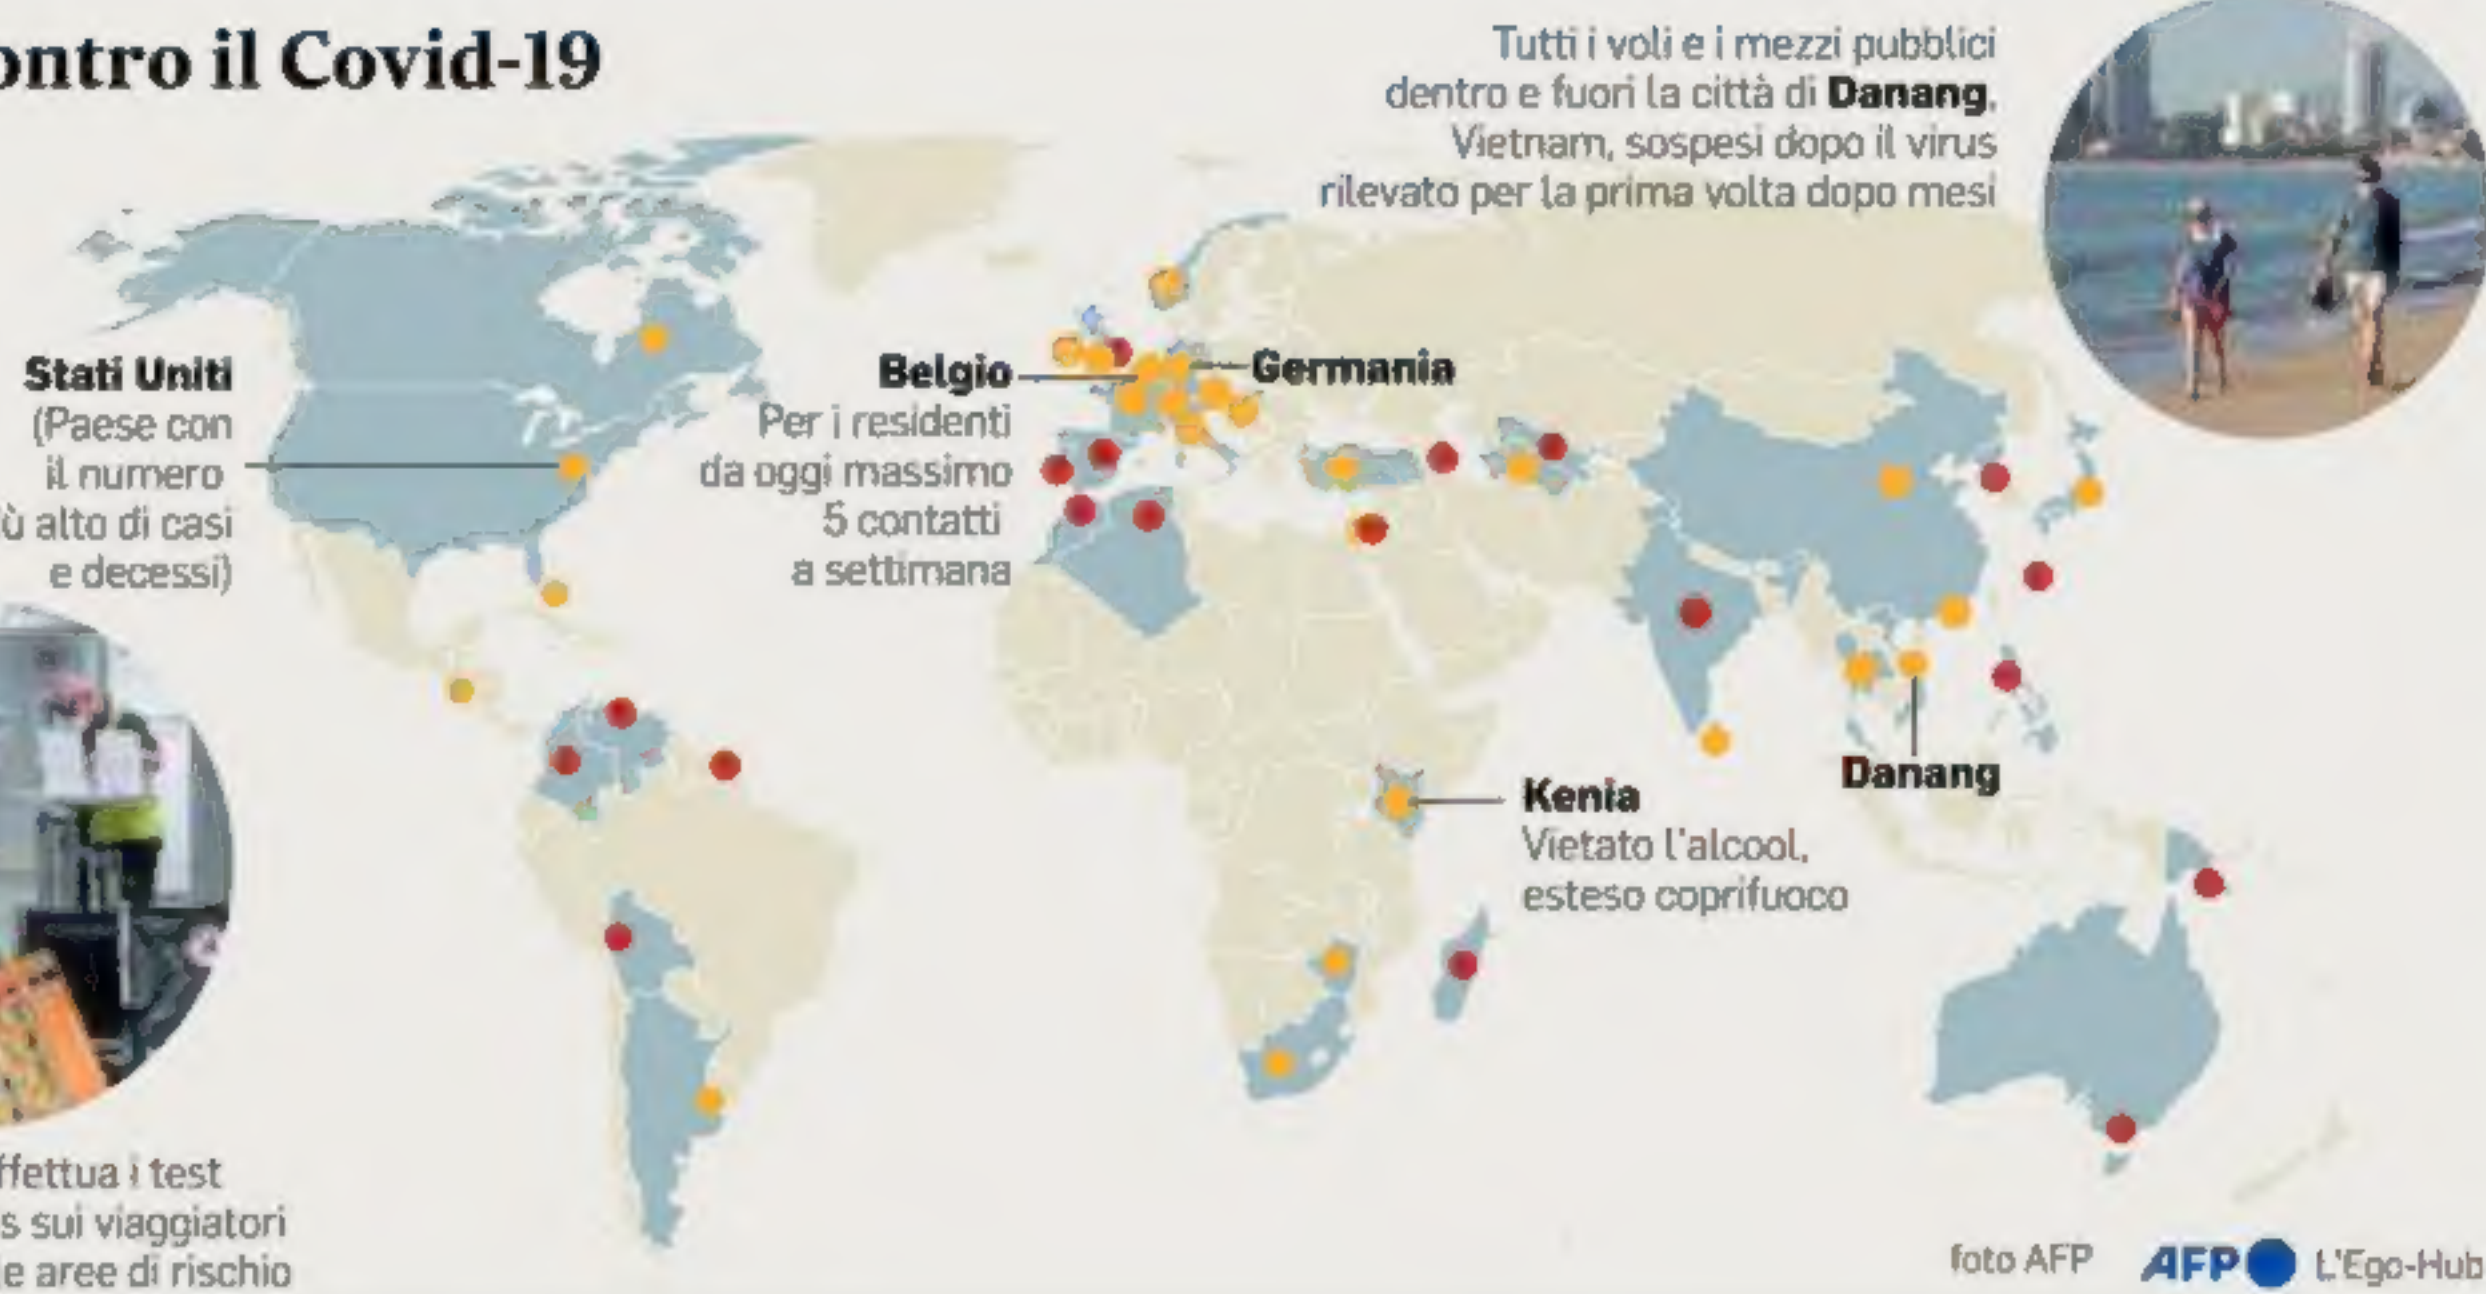 ontro il Covid-19
Tutti i voli e i mezzi pubblici
dentro e fuori la città di Danang,
Vietnam, sospesi dopo il virus
rilevato per la prima volta dopo mesi
Stati Uniti
(Paese con
il numero
ù alto di casi
e decessi)
Belgio
Per i residenti
da oggi massimo
5 contatti
a settimana
Germania
Danang
Kenia
Vietato l'alcool,
esteso coprifuoco
ffettua i test
s sui viaggiatori
le aree di rischio
foto AFP AFP L'Ego-Hub